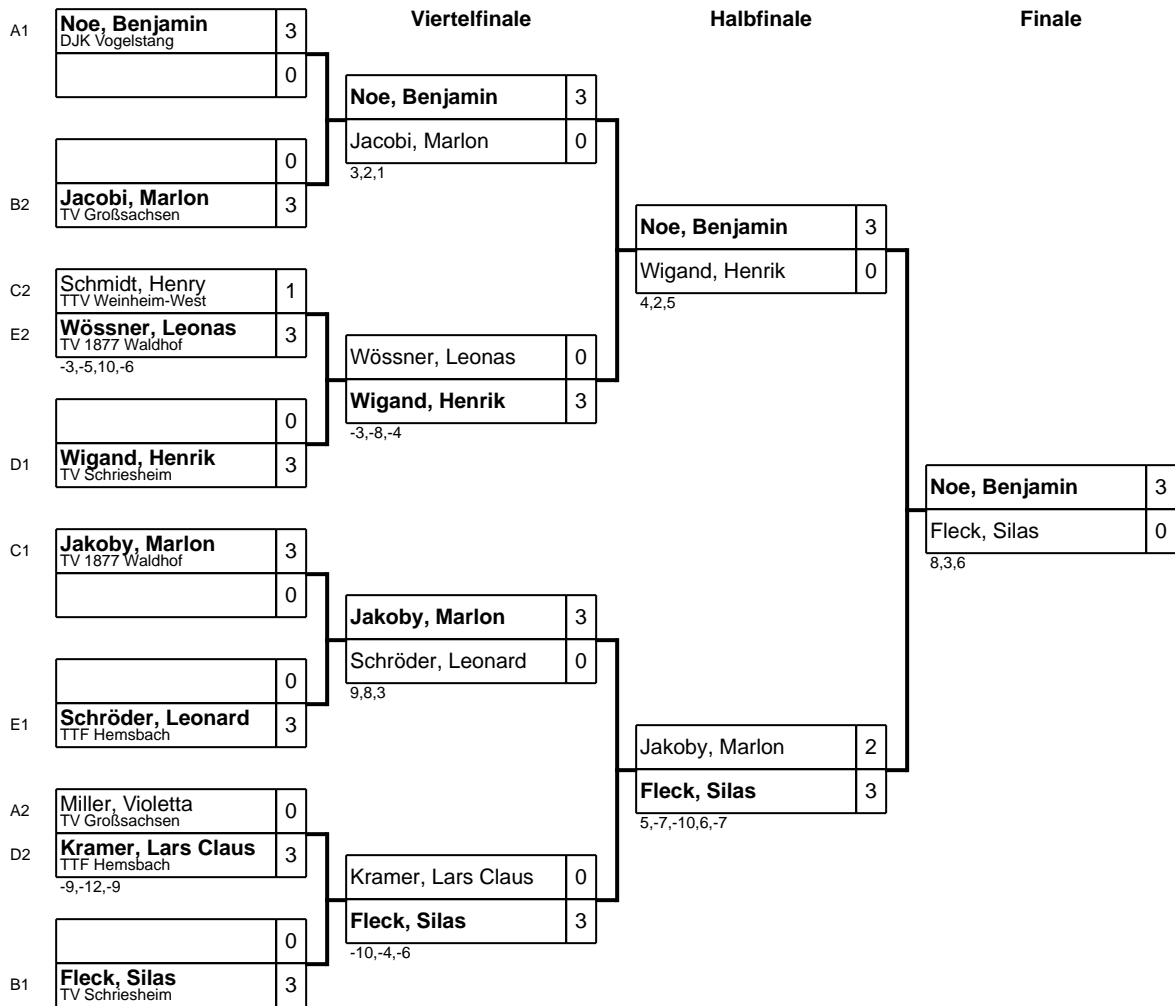 Viertelfinale
Halbfinale
Finale
A1 Noe, Benjamin 3
DJK Vogelstang
0
0
B2 Jacobi, Marlon 3
TV Großsachsen
C2 Schmidt, Henry 1
TTV Weinheim-West
E2 Wössner, Leonas 3
TV 1877 Waldhof
-3,-5,10,-6
0
D1 Wigand, Henrik 3
TV Schriesheim
C1 Jakoby, Marlon 3
TV 1877 Waldhof
0
0
E1 Schröder, Leonard 3
TTF Hemsbach
A2 Miller, Violetta 0
TV Großsachsen
D2 Kramer, Lars Claus 3
TTF Hemsbach
-9,-12,-9
0
B1 Fleck, Silas 3
TV Schriesheim
Noe, Benjamin 3
Jacobi, Marlon 0
3,2,1
Wössner, Leonas 0
Wigand, Henrik 3
-3,-8,-4
Jakoby, Marlon 3
Schröder, Leonard 0
9,8,3
Kramer, Lars Claus 0
Fleck, Silas 3
-10,-4,-6
Noe, Benjamin 3
Wigand, Henrik 0
4,2,5
Jakoby, Marlon 2
Fleck, Silas 3
5,-7,-10,6,-7
Noe, Benjamin 3
Fleck, Silas 0
8,3,6